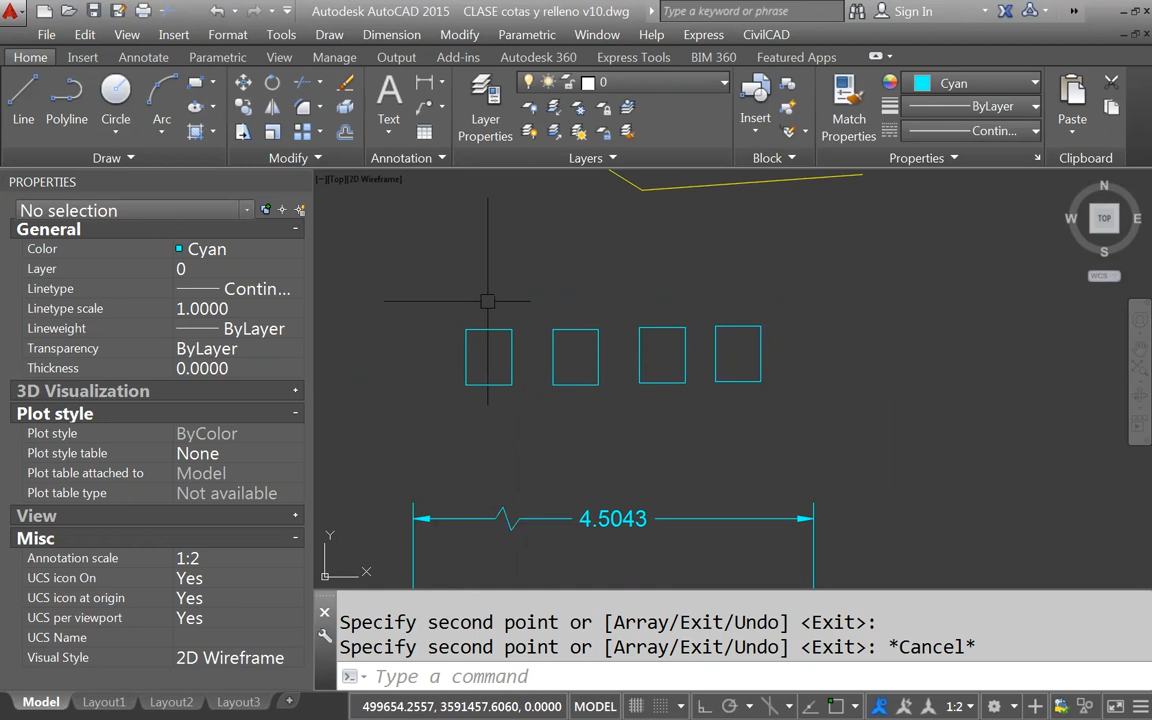 Autodesk AutoCAD 2015 CLASE cotas y relleno v10.dwg Type a keyword or phrase Sign In
File Edit View Insert Format Tools Draw Dimension Modify Parametric Window Help Express CivilCAD
Home Insert Annotate Parametric View Manage Output Add-ins Autodesk 360 Express Tools BIM 360 Featured Apps
0 Cyan
ByLayer
Line Polyline Circle Arc Text Layer Properties Insert Match Properties Contin... Paste
Draw Modify Annotation Layers Block Properties Clipboard
PROPERTIES
[−][Top][2D Wireframe]
No selection
General
Color Cyan
Layer 0
Linetype Contin...
Linetype scale 1.0000
Lineweight ByLayer
Transparency ByLayer
Thickness 0.0000
3D Visualization
Plot style
Plot style ByColor
Plot style table None
Plot table attached to Model
Plot table type Not available
View
Misc
Annotation scale 1:2
UCS icon On Yes
UCS icon at origin Yes
UCS per viewport Yes
UCS Name
Visual Style 2D Wireframe
N
W TOP E
S
WCS
4.5043
Y
X
Specify second point or [Array/Exit/Undo] <Exit>:
Specify second point or [Array/Exit/Undo] <Exit>: *Cancel*
Type a command
Model Layout1 Layout2 Layout3 + 499654.2557, 3591457.6060, 0.0000 MODEL 1:2